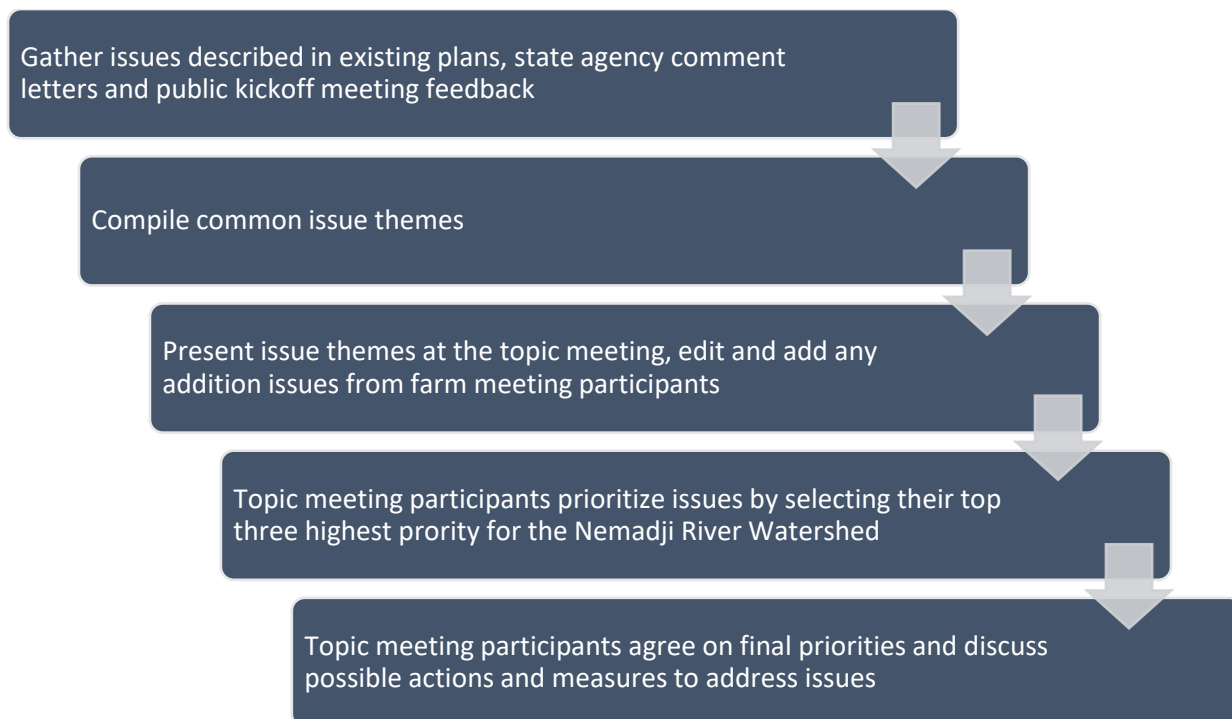 Gather issues described in existing plans, state agency comment
letters and public kickoff meeting feedback
Compile common issue themes
Present issue themes at the topic meeting, edit and add any
addition issues from farm meeting participants
Topic meeting participants prioritize issues by selecting their top
three highest prority for the Nemadji River Watershed
Topic meeting participants agree on final priorities and discuss
possible actions and measures to address issues